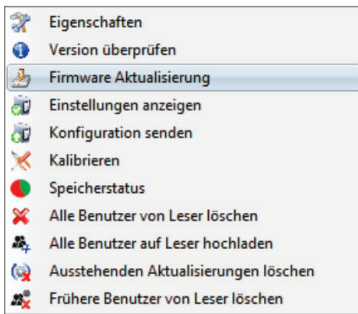 Eigenschaften
Version überprüfen
Firmware Aktualisierung
Einstellungen anzeigen
Konfiguration senden
Kalibrieren
Speicherstatus
Alle Benutzer von Leser löschen
Alle Benutzer auf Leser hochladen
Ausstehenden Aktualisierungen löschen
Frühere Benutzer von Leser löschen